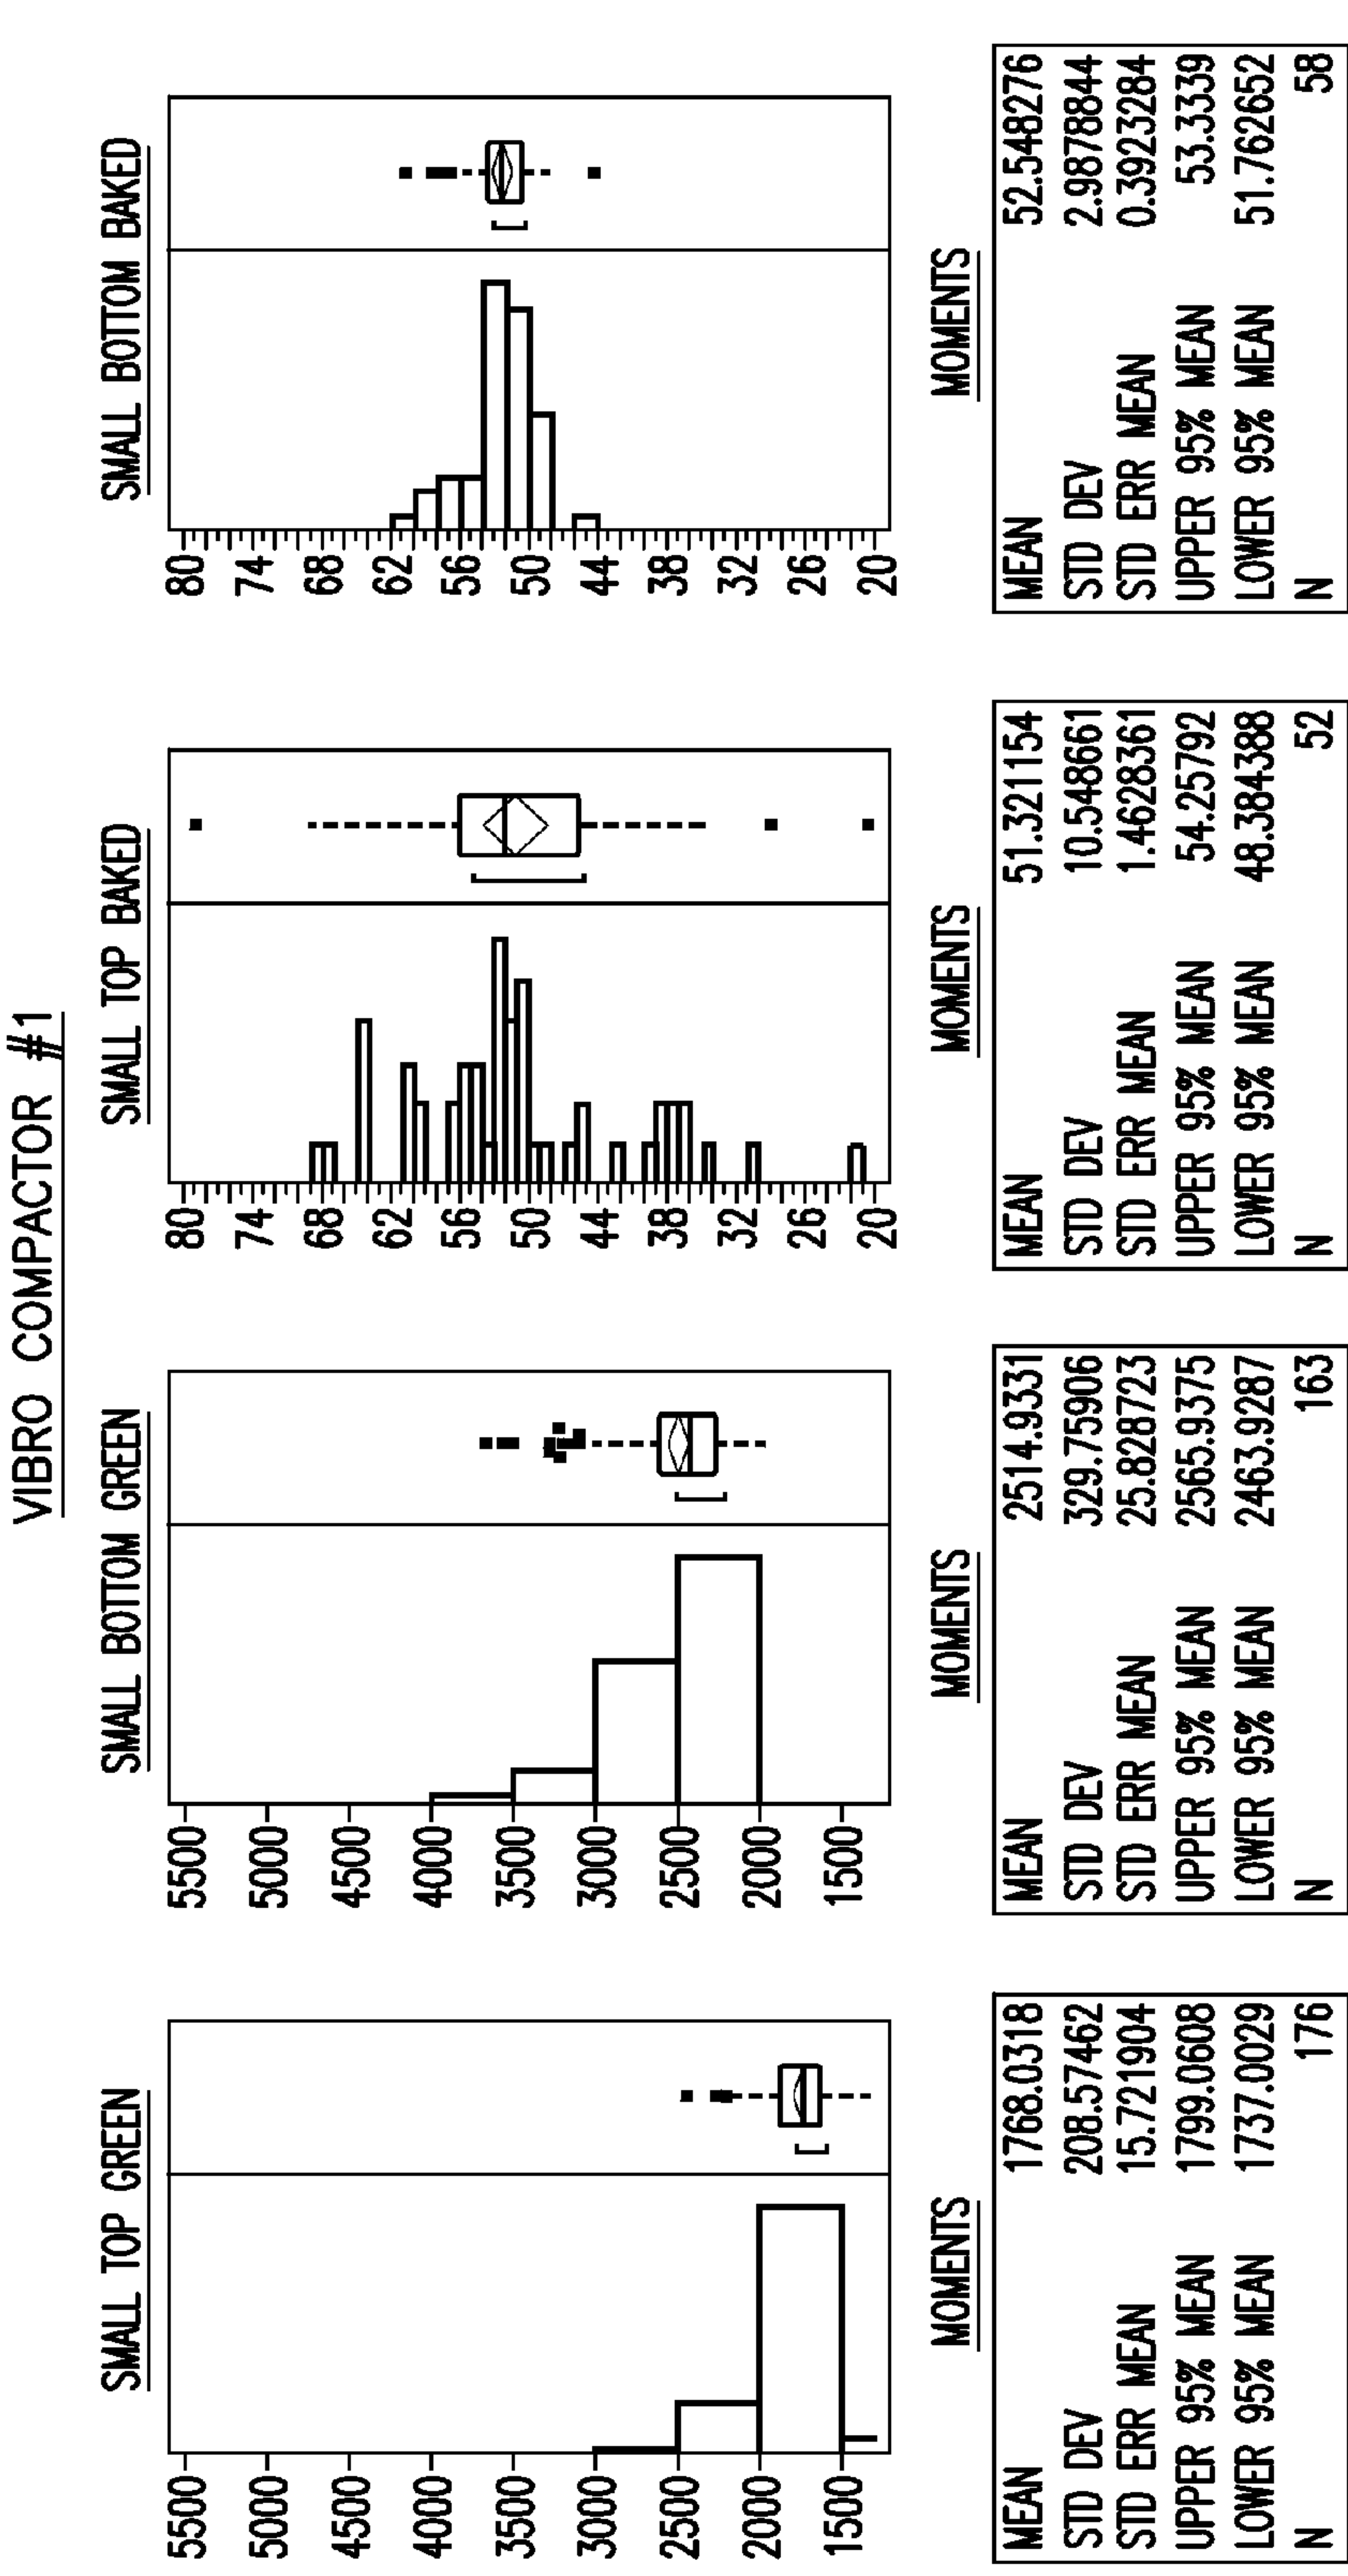 VIBRO COMPACTOR #1
SMALL TOP GREEN
5500
5000
4500
4000
3500
3000
2500
2000
1500
MOMENTS
MEAN 1768.0318
STD DEV 208.57462
STD ERR MEAN 15.721904
UPPER 95% MEAN 1799.0608
LOWER 95% MEAN 1737.0029
N 176
SMALL BOTTOM GREEN
5500
5000
4500
4000
3500
3000
2500
2000
1500
MOMENTS
MEAN 2514.9331
STD DEV 329.75906
STD ERR MEAN 25.828723
UPPER 95% MEAN 2565.9375
LOWER 95% MEAN 2463.9287
N 163
SMALL TOP BAKED
80
74
68
62
56
50
44
38
32
26
20
MOMENTS
MEAN 51.321154
STD DEV 10.548661
STD ERR MEAN 1.4628361
UPPER 95% MEAN 54.25792
LOWER 95% MEAN 48.384388
N 52
SMALL BOTTOM BAKED
80
74
68
62
56
50
44
38
32
26
20
MOMENTS
MEAN 52.548276
STD DEV 2.9878844
STD ERR MEAN 0.3923284
UPPER 95% MEAN 53.3339
LOWER 95% MEAN 51.762652
N 58